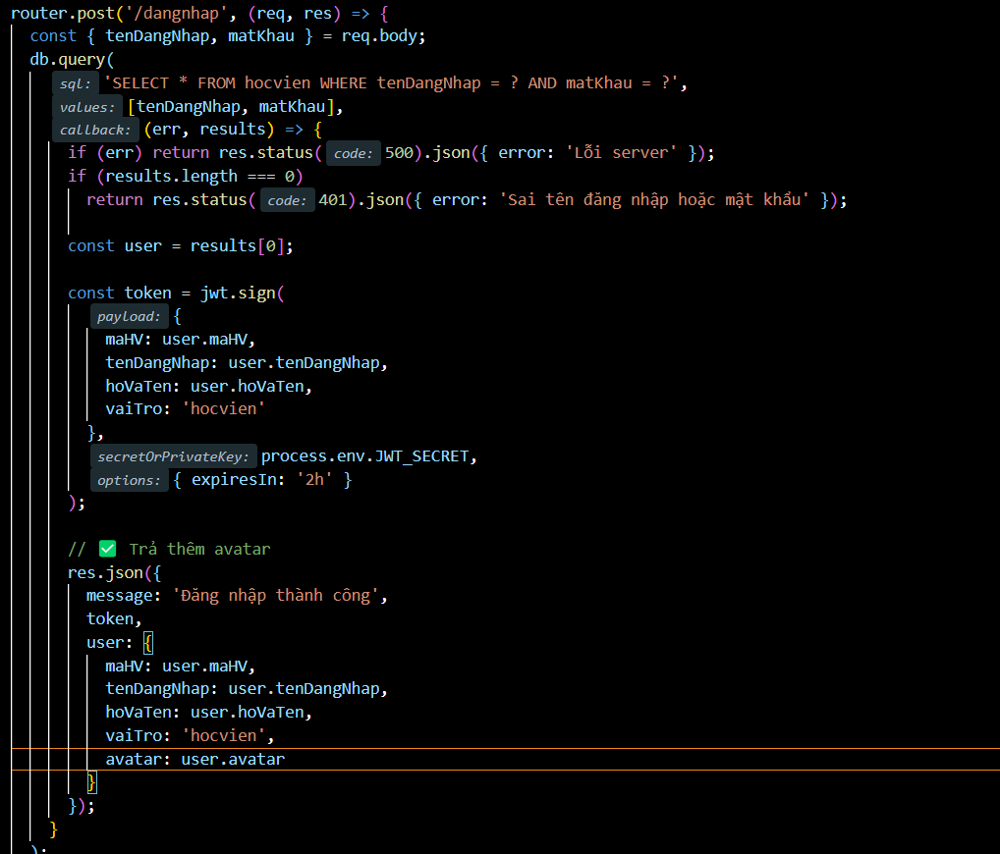 router.post('/dangnhap', (req, res) => {
const { tenDangNhap, matKhau } = req.body;
db.query(
sql: 'SELECT * FROM hocvien WHERE tenDangNhap = ? AND matKhau = ?',
values: [tenDangNhap, matKhau],
callback: (err, results) => {
if (err) return res.status( code: 500).json({ error: 'Lỗi server' });
if (results.length === 0)
return res.status( code: 401).json({ error: 'Sai tên đăng nhập hoặc mật khẩu' });
const user = results[0];
const token = jwt.sign(
payload: {
maHV: user.maHV,
tenDangNhap: user.tenDangNhap,
hoVaTen: user.hoVaTen,
vaiTro: 'hocvien'
},
secretOrPrivateKey: process.env.JWT_SECRET,
options: { expiresIn: '2h' }
);
// ✅ Trả thêm avatar
res.json({
message: 'Đăng nhập thành công',
token,
user: {
maHV: user.maHV,
tenDangNhap: user.tenDangNhap,
hoVaTen: user.hoVaTen,
vaiTro: 'hocvien',
avatar: user.avatar
}
});
}
);